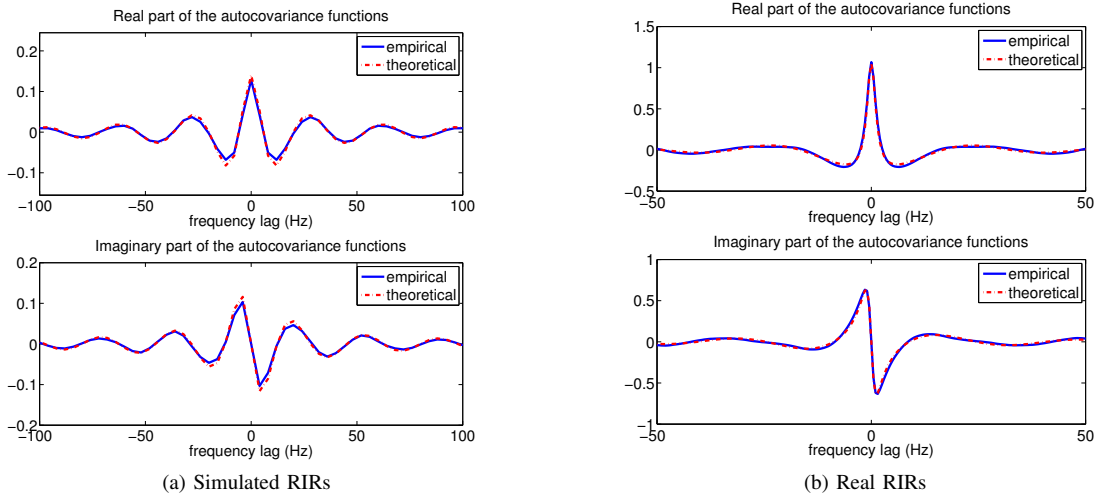 Real part of the autocovariance functions
0.2
0.1
0
−0.1
empirical
theoretical
−100
−50
0
50
100
frequency lag (Hz)
Imaginary part of the autocovariance functions
0.2
0.1
0
−0.1
−0.2
empirical
theoretical
−100
−50
0
50
100
frequency lag (Hz)
(a) Simulated RIRs
Real part of the autocovariance functions
1.5
1
0.5
0
−0.5
empirical
theoretical
−50
0
50
frequency lag (Hz)
Imaginary part of the autocovariance functions
1
0.5
0
−0.5
−1
empirical
theoretical
−50
0
50
frequency lag (Hz)
(b) Real RIRs